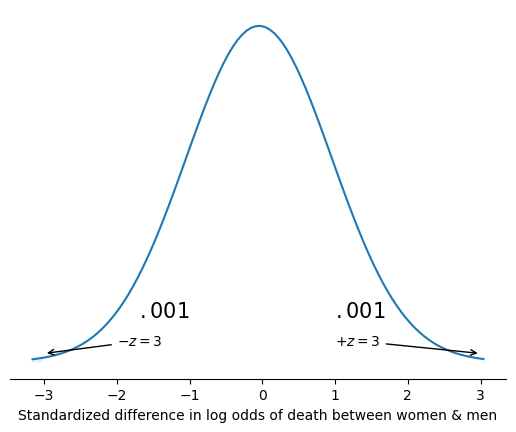 .001 .001
−z = 3 +z = 3
−3 −2 −1 0 1 2 3
Standardized difference in log odds of death between women & men